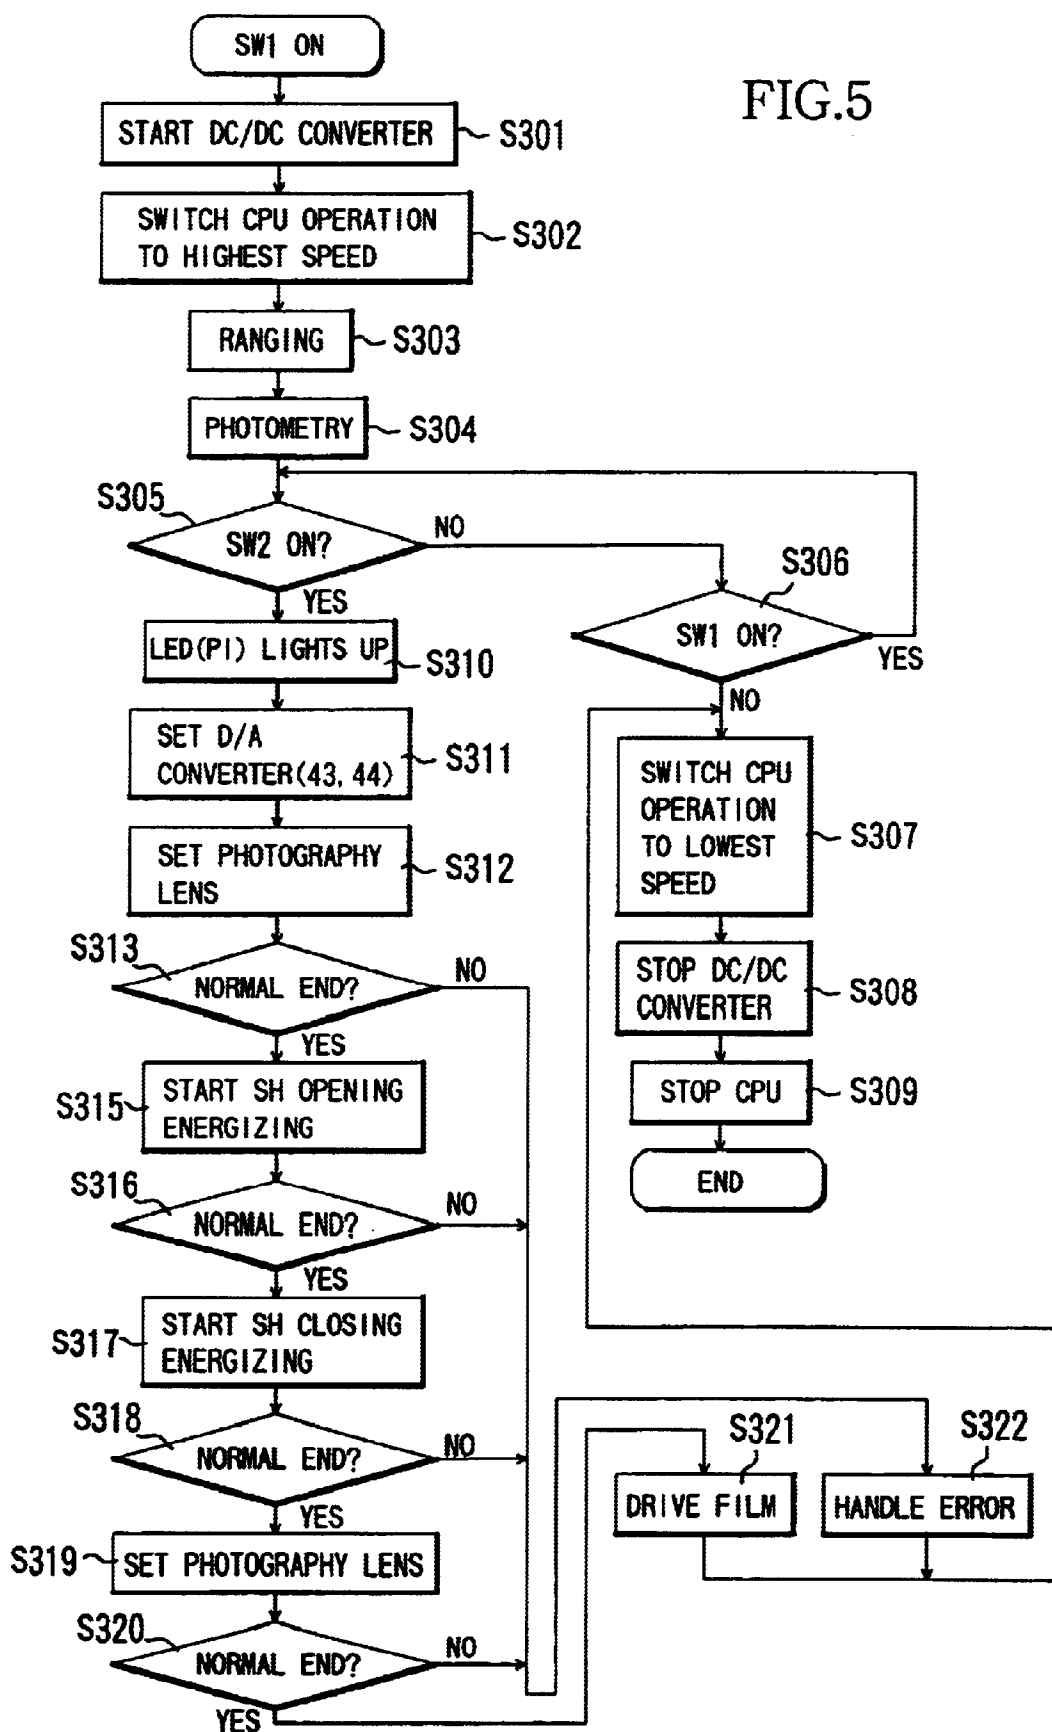 FIG.5
SW1 ON
START DC/DC CONVERTER
S301
SWITCH CPU OPERATION
TO HIGHEST SPEED
S302
RANGING
S303
PHOTOMETRY
S304
S305
SW2 ON?
NO
YES
S306
SW1 ON?
YES
NO
LED(PI) LIGHTS UP
S310
SET D/A
CONVERTER(43, 44)
S311
SET PHOTOGRAPHY
LENS
S312
S313
NORMAL END?
NO
YES
S315
START SH OPENING
ENERGIZING
S316
NORMAL END?
NO
YES
S317
START SH CLOSING
ENERGIZING
S318
NORMAL END?
NO
YES
S319
SET PHOTOGRAPHY LENS
S320
NORMAL END?
NO
YES
SWITCH CPU
OPERATION
TO LOWEST
SPEED
S307
STOP DC/DC
CONVERTER
S308
STOP CPU
S309
END
S321
DRIVE FILM
S322
HANDLE ERROR